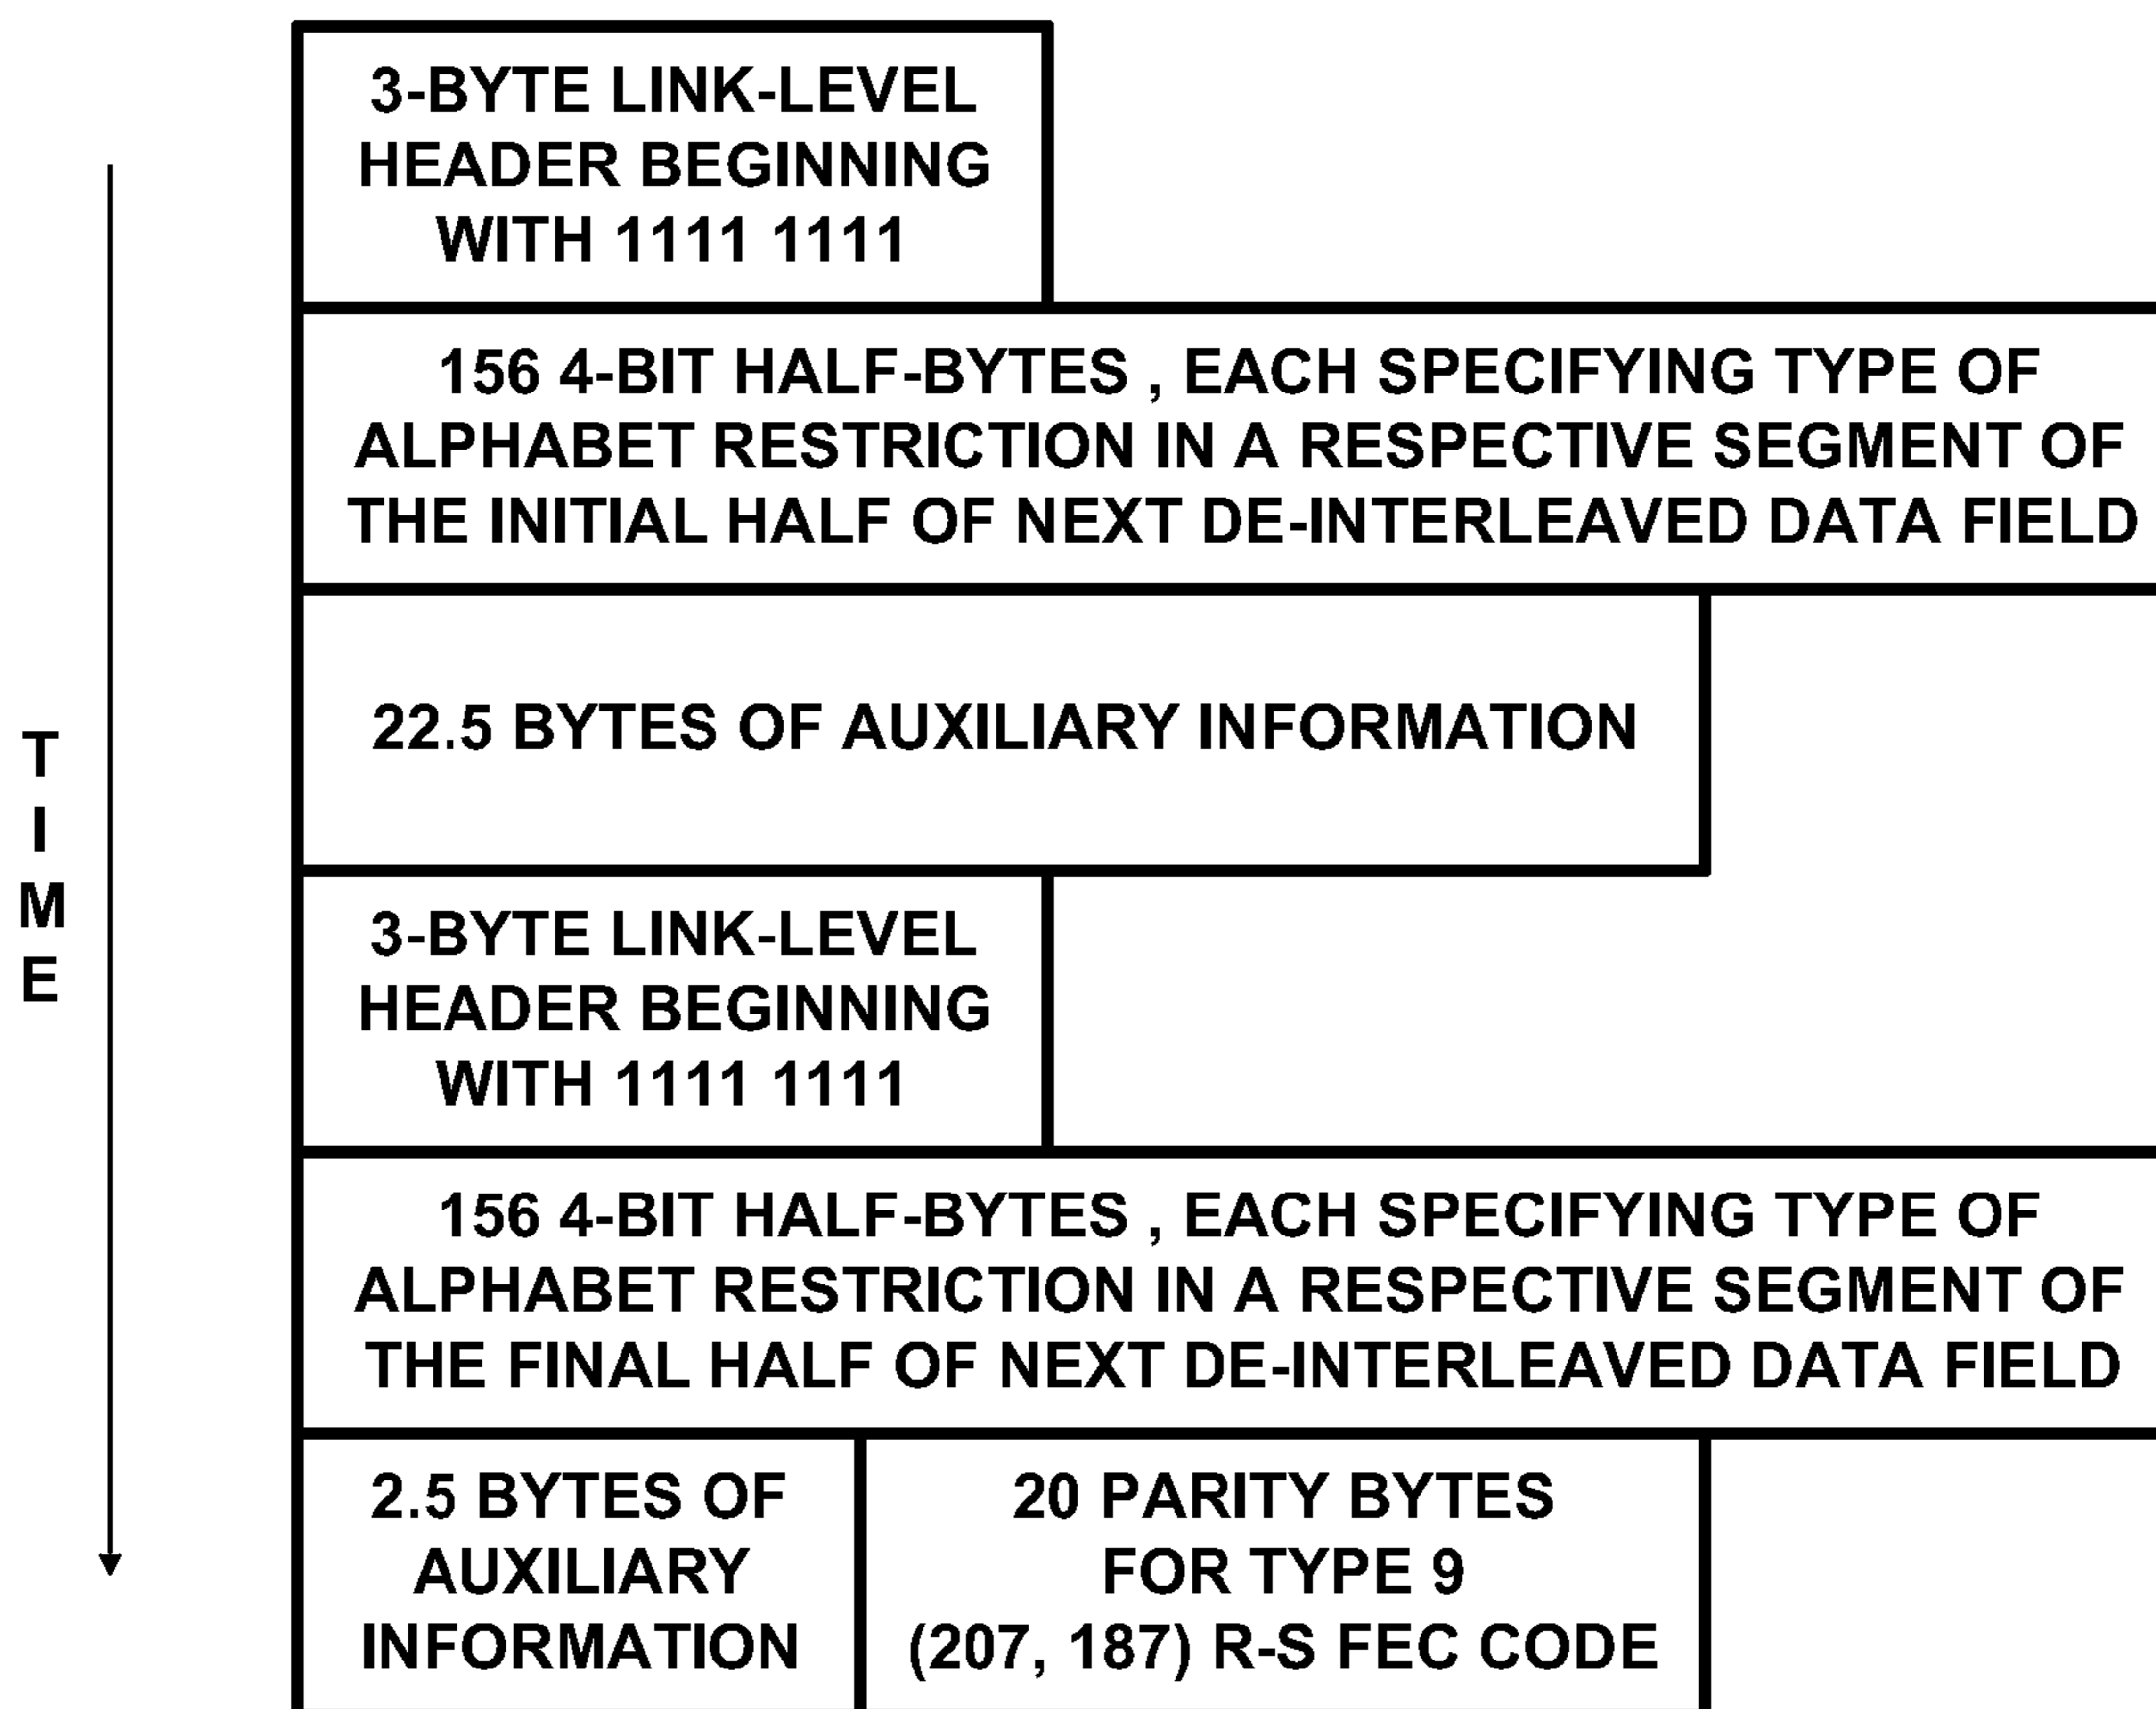 3-BYTE LINK-LEVEL
HEADER BEGINNING
WITH 1111 1111
156 4-BIT HALF-BYTES , EACH SPECIFYING TYPE OF
ALPHABET RESTRICTION IN A RESPECTIVE SEGMENT OF
THE INITIAL HALF OF NEXT DE-INTERLEAVED DATA FIELD
22.5 BYTES OF AUXILIARY INFORMATION
T
I
M
E
3-BYTE LINK-LEVEL
HEADER BEGINNING
WITH 1111 1111
156 4-BIT HALF-BYTES , EACH SPECIFYING TYPE OF
ALPHABET RESTRICTION IN A RESPECTIVE SEGMENT OF
THE FINAL HALF OF NEXT DE-INTERLEAVED DATA FIELD
2.5 BYTES OF
AUXILIARY
INFORMATION
20 PARITY BYTES
FOR TYPE 9
(207, 187) R-S FEC CODE